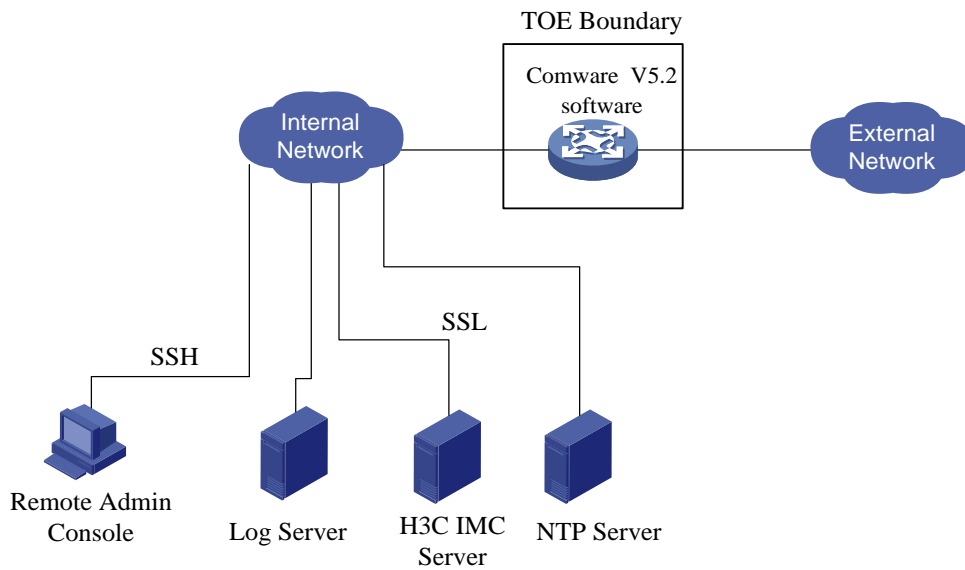 TOE Boundary
Comware V5.2
software
Internal
Network
External
Network
SSH
SSL
Remote Admin
Console
Log Server
H3C IMC
Server
NTP Server